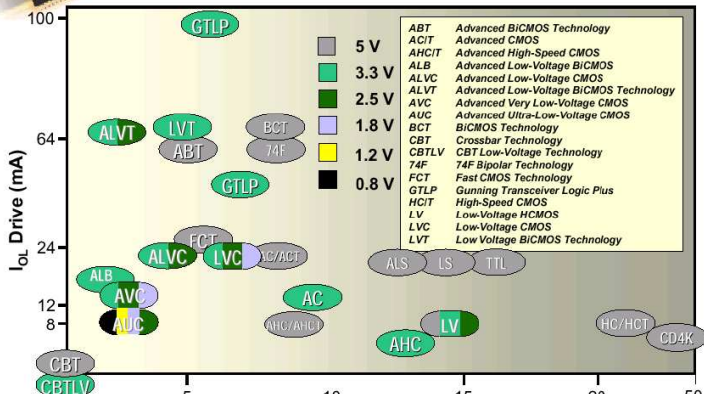 100
64
24
12
8
IOL Drive (mA)
5 V
3.3 V
2.5 V
1.8 V
1.2 V
0.8 V
ABT Advanced BiCMOS Technology
AC/T Advanced CMOS
AHC/T Advanced High-Speed CMOS
ALB Advanced Low-Voltage BiCMOS
ALVC Advanced Low-Voltage CMOS
ALVT Advanced Low-Voltage BiCMOS Technology
AVC Advanced Very Low-Voltage CMOS
AUC Advanced Ultra-Low-Voltage CMOS
BCT BiCMOS Technology
CBT Crossbar Technology
CBTLV CBT Low-Voltage Technology
74F 74F Bipolar Technology
FCT Fast CMOS Technology
GTLP Gunning Transceiver Logic Plus
HC/T High-Speed CMOS
LV Low-Voltage HCMOS
LVC Low-Voltage CMOS
LVT Low Voltage BiCMOS Technology
GTLP
ALVT
LVT
BCT
ABT
74F
GTLP
FCT
ALVC
LVC
AC/ACT
ALS
LS
TTL
ALB
AVC
AC
AUC
AHC/AHCT
LV
HC/HCT
AHC
CD4K
CBT
CBTLV
5
10
15
20
50